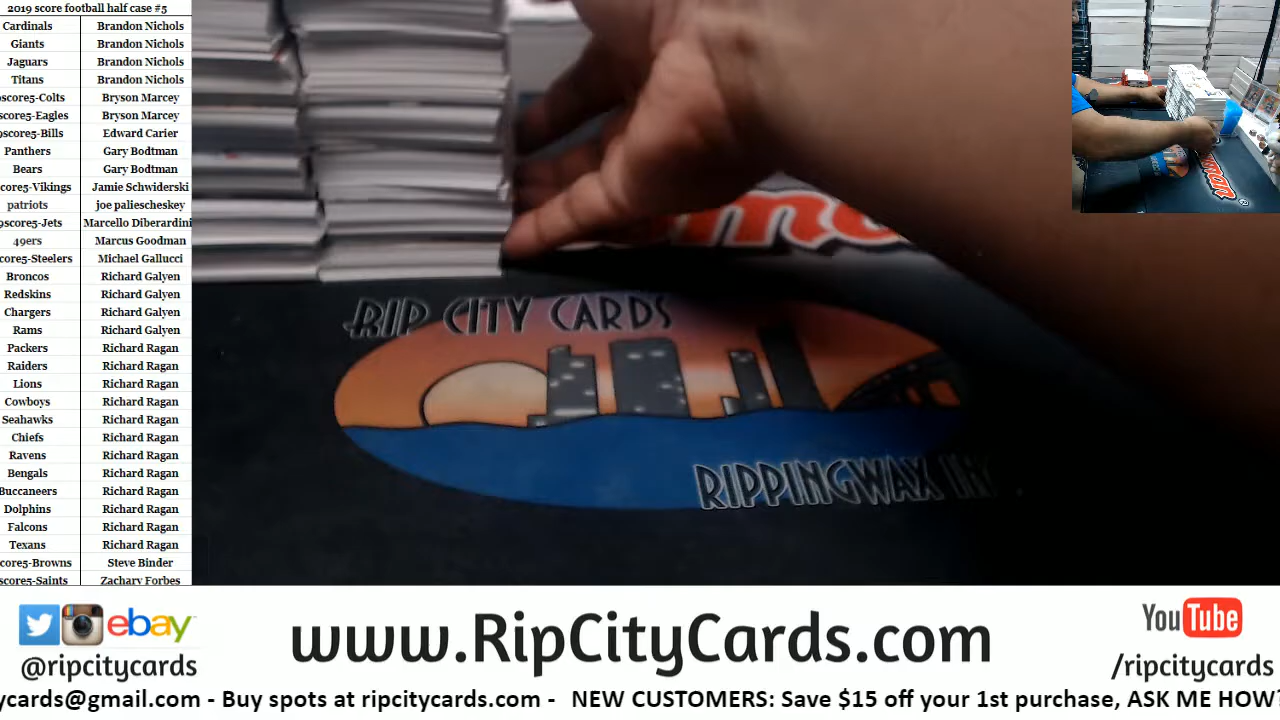 2019 score football half case #5
Cardinals Brandon Nichols
Giants Brandon Nichols
Jaguars Brandon Nichols
Titans Brandon Nichols
score5-Colts Bryson Marcey
score5-Eagles Bryson Marcey
9score5-Bills Edward Carier
Panthers Gary Bodtman
Bears Gary Bodtman
core5-Vikings Jamie Schwiderski
patriots joe paliescheskey
9score5-Jets Marcello Diberardini
49ers Marcus Goodman
core5-Steelers Michael Gallucci
Broncos Richard Galyen
Redskins Richard Galyen
Chargers Richard Galyen
Rams Richard Galyen
Packers Richard Ragan
Raiders Richard Ragan
Lions Richard Ragan
Cowboys Richard Ragan
Seahawks Richard Ragan
Chiefs Richard Ragan
Ravens Richard Ragan
Bengals Richard Ragan
Buccaneers Richard Ragan
Dolphins Richard Ragan
Falcons Richard Ragan
Texans Richard Ragan
core5-Browns Steve Binder
score5-Saints Zachary Forbes
RIP CITY CARDS
RIPPINGWAX IN
ebay
@ripcitycards
www.RipCityCards.com
YouTube
/ripcitycards
ycards@gmail.com - Buy spots at ripcitycards.com - NEW CUSTOMERS: Save $15 off your 1st purchase, ASK ME HOW?